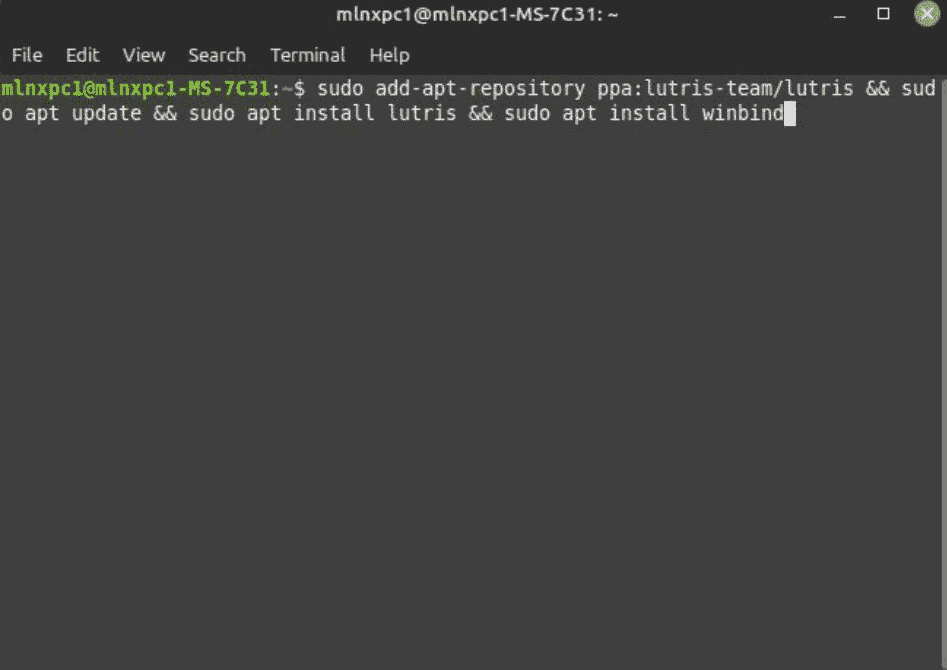 mlnxpc1@mlnxpc1-MS-7C31: ~
File Edit View Search Terminal Help
mlnxpc1@mlnxpc1-MS-7C31:~$ sudo add-apt-repository ppa:lutris-team/lutris && sud
o apt update && sudo apt install lutris && sudo apt install winbind